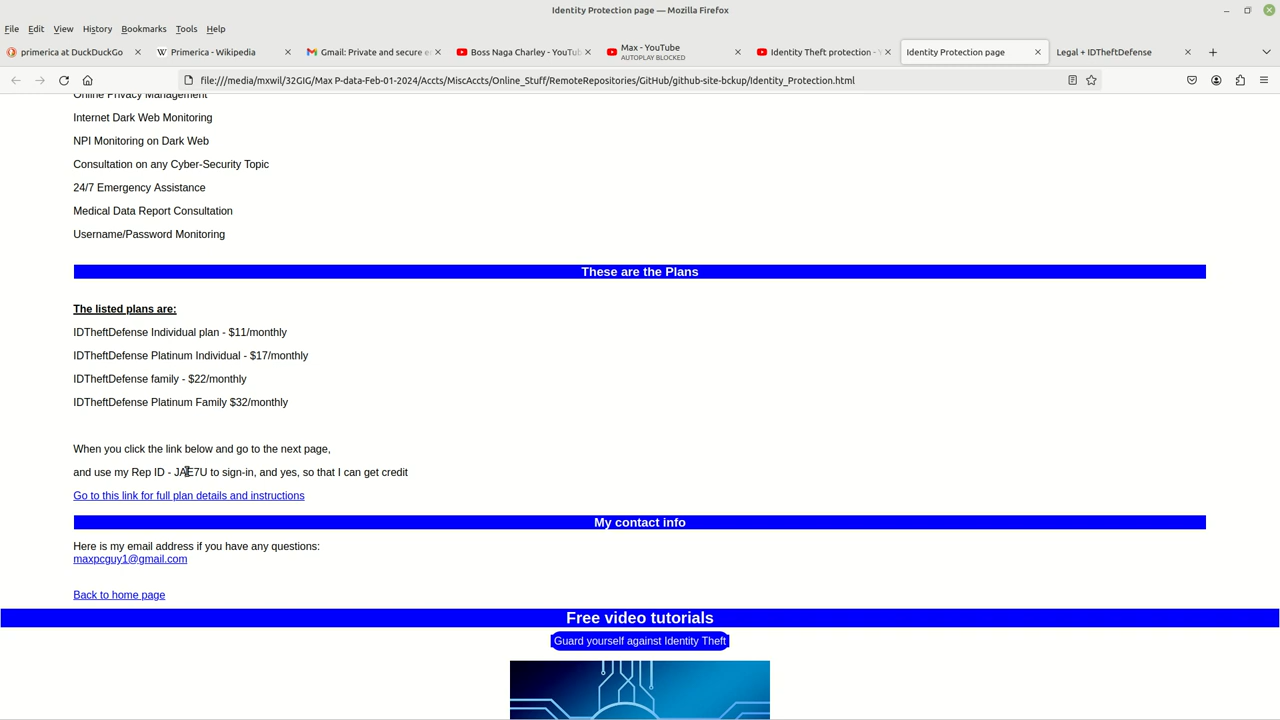 Identity Protection page — Mozilla Firefox
File Edit View History Bookmarks Tools Help
primerica at DuckDuckGo
Primerica - Wikipedia
Gmail: Private and secure e
Boss Naga Charley - YouTu
Max - YouTube
AUTOPLAY BLOCKED
Identity Theft protection -
Identity Protection page
Legal + IDTheftDefense
file:///media/mxwil/32GIG/Max P-data-Feb-01-2024/Accts/MiscAccts/Online_Stuff/RemoteRepositories/GitHub/github-site-bckup/Identity_Protection.html
Online Privacy Management
Internet Dark Web Monitoring
NPI Monitoring on Dark Web
Consultation on any Cyber-Security Topic
24/7 Emergency Assistance
Medical Data Report Consultation
Username/Password Monitoring
These are the Plans
The listed plans are:
IDTheftDefense Individual plan - $11/monthly
IDTheftDefense Platinum Individual - $17/monthly
IDTheftDefense family - $22/monthly
IDTheftDefense Platinum Family $32/monthly
When you click the link below and go to the next page,
and use my Rep ID - JAE7U to sign-in, and yes, so that I can get credit
Go to this link for full plan details and instructions
My contact info
Here is my email address if you have any questions:
maxpcguy1@gmail.com
Back to home page
Free video tutorials
Guard yourself against Identity Theft